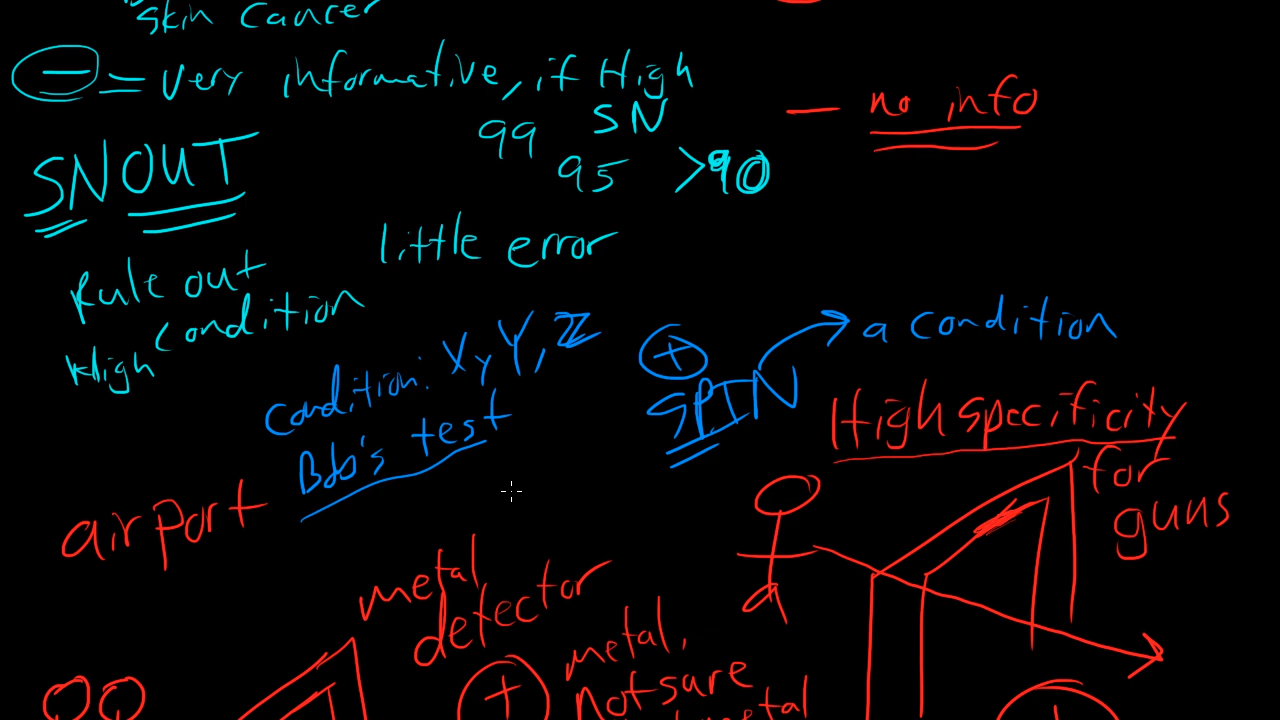 skin cancer
− = very informative, if High
SN
99
95 >90
— no info
SNOUT
little error
Rule out
condition
High
condition: X, Y, Z
Bob's test
+
SPIN
a condition
High specificity
for
guns
airport
metal
detector
+
metal,
not sure
metal